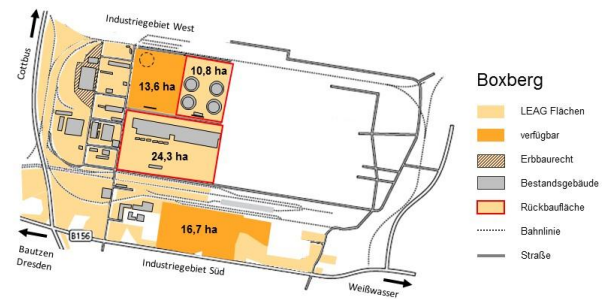 Industriegebiet West
Cottbus
13,6 ha
10,8 ha
24,3 ha
16,7 ha
B156
Bautzen
Dresden
Industriegebiet Süd
Weißwasser
Boxberg
LEAG Flächen
verfügbar
Erbbaurecht
Bestandsgebäude
Rückbaufläche
Bahnlinie
Straße